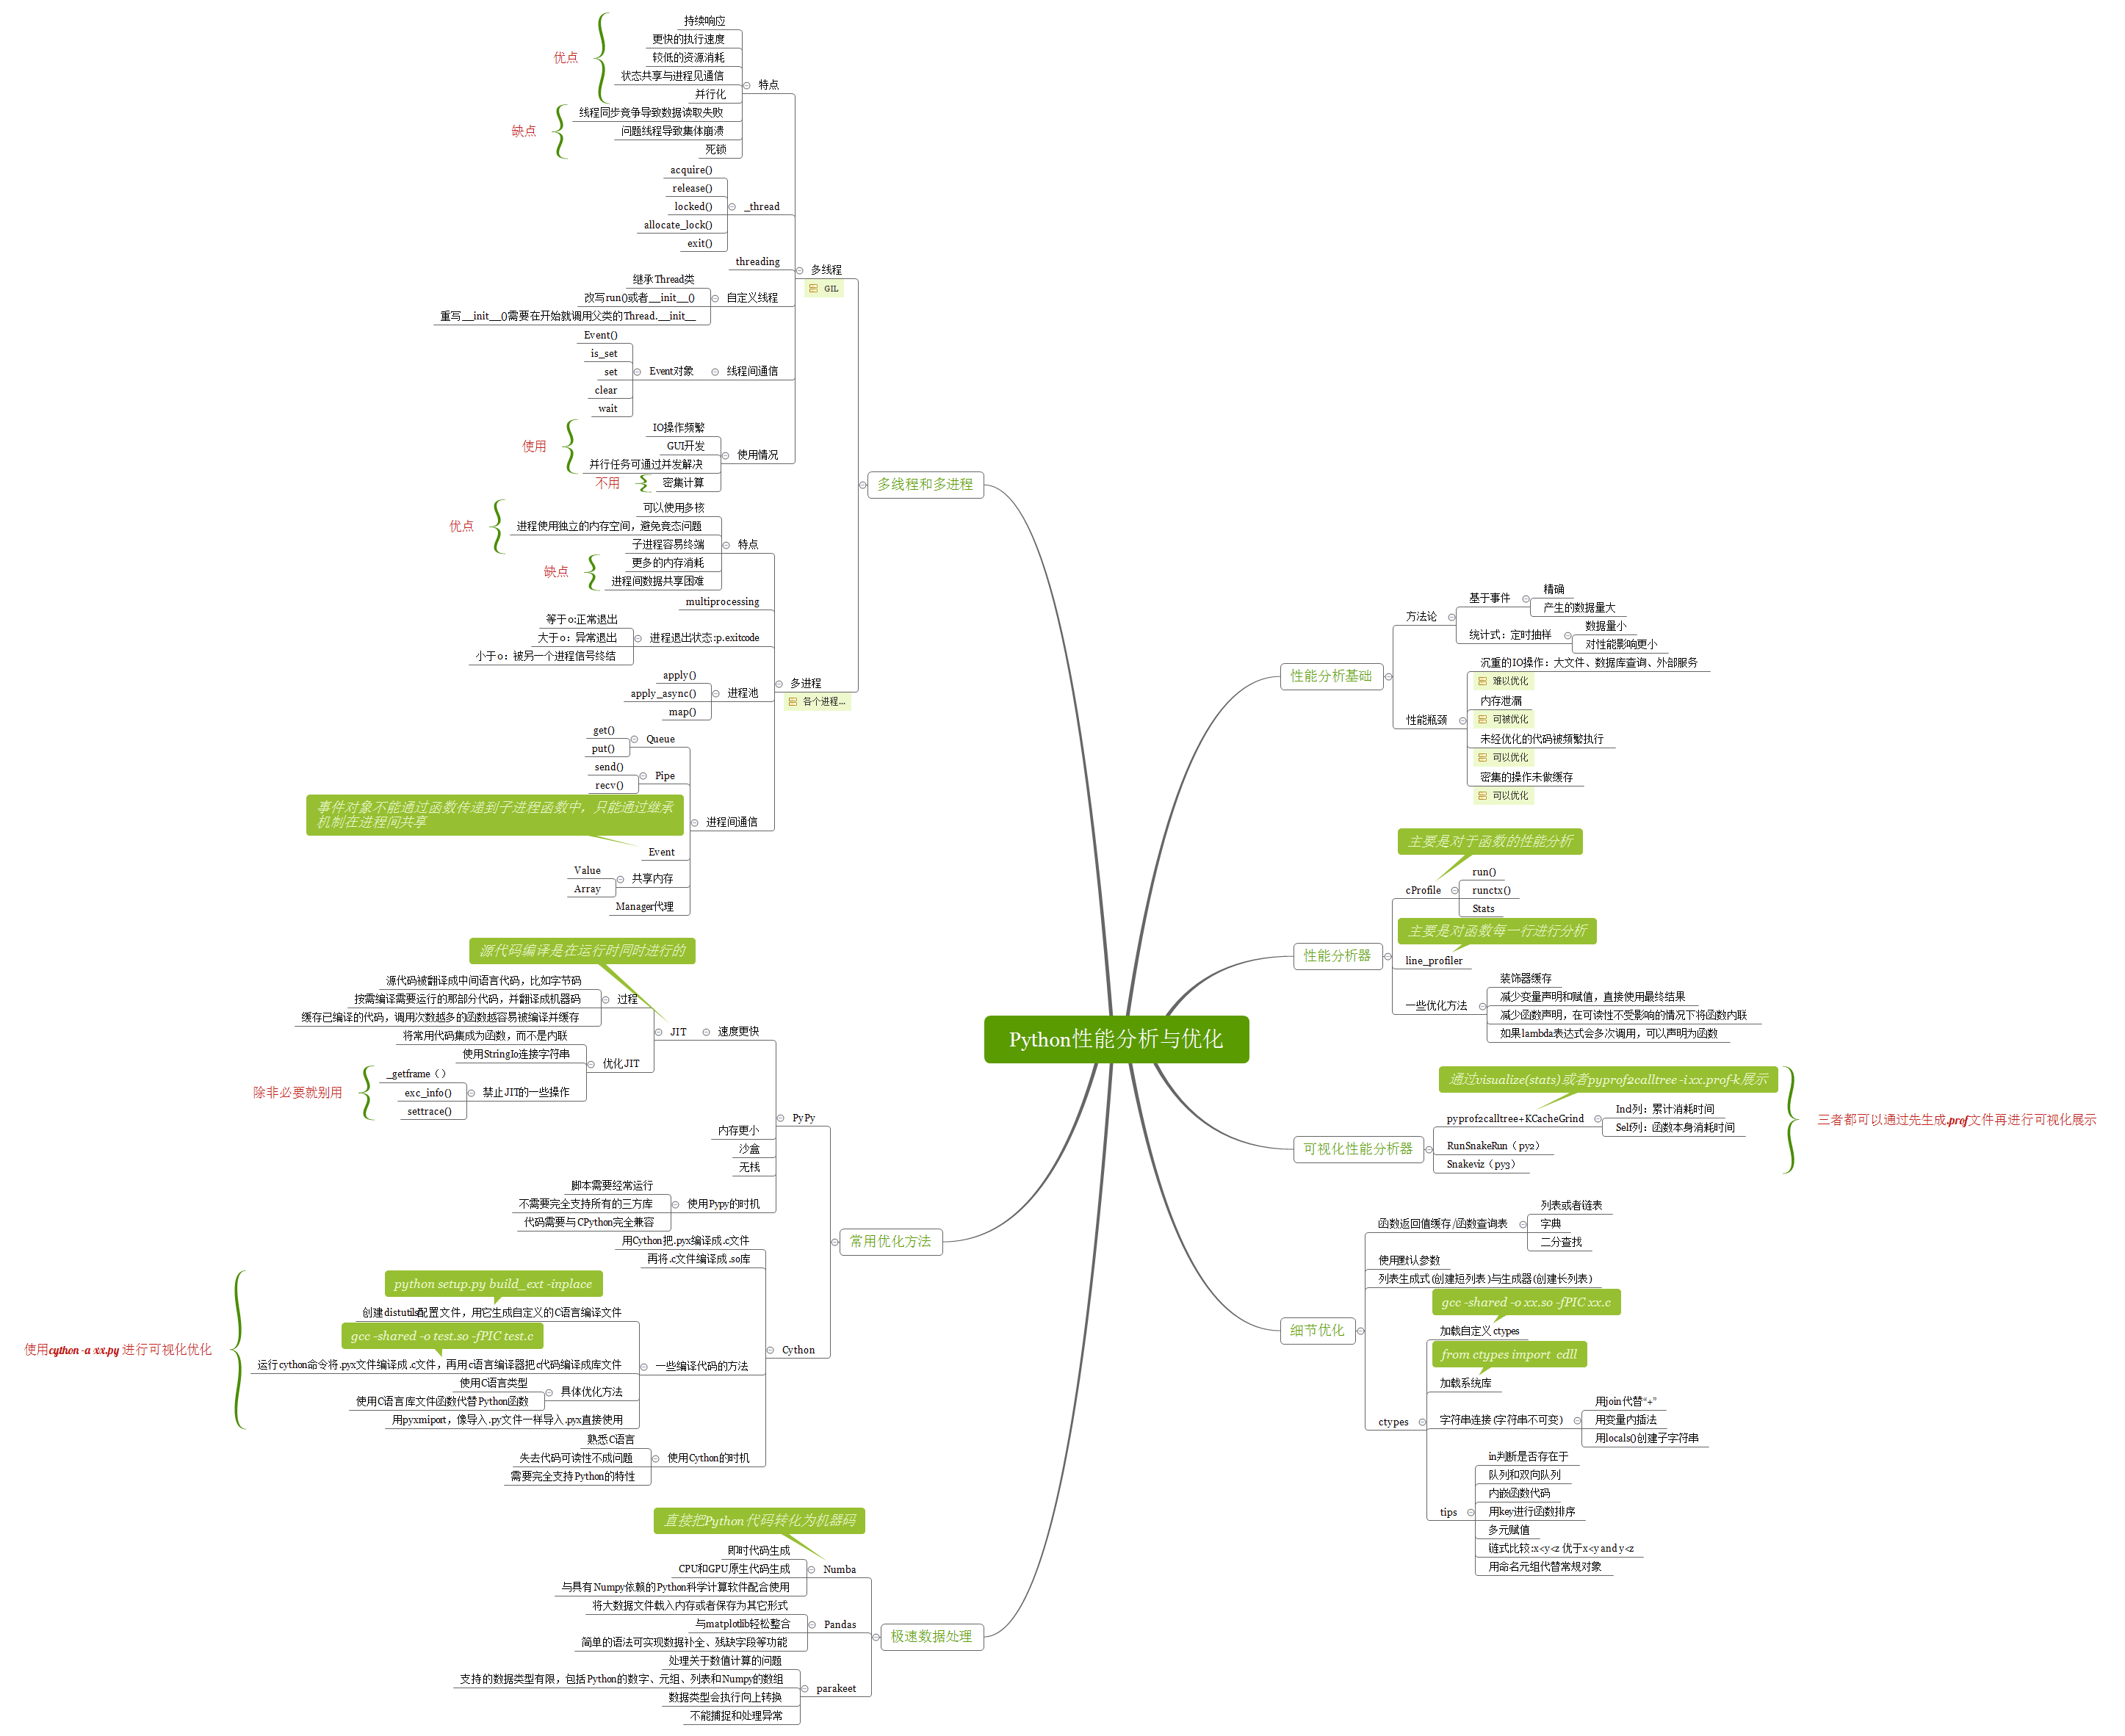 Python性能分析与优化
性能分析基础
方法论
基于事件
精确
产生的数据量大
统计式：定时抽样
数据量小
对性能影响更小
性能瓶颈
沉重的IO操作：大文件、数据库查询、外部服务
难以优化
内存泄漏
可被优化
未经优化的代码被频繁执行
可以优化
密集的操作未做缓存
可以优化
性能分析器
主要是对于函数的性能分析
cProfile
run()
runctx()
Stats
主要是对函数每一行进行分析
line_profiler
一些优化方法
装饰器缓存
减少变量声明和赋值，直接使用最终结果
减少函数声明，在可读性不受影响的情况下将函数内联
如果lambda表达式会多次调用，可以声明为函数
可视化性能分析器
通过visualize(stats)或者pyprof2calltree -i xx.prof-k展示
pyprof2calltree+KCacheGrind
Ind列：累计消耗时间
Self列：函数本身消耗时间
RunSnakeRun（py2）
Snakeviz（py3）
三者都可以通过先生成.prof文件再进行可视化展示
细节优化
函数返回值缓存/函数查询表
列表或者链表
字典
二分查找
使用默认参数
列表生成式(创建短列表)与生成器(创建长列表)
ctypes
gcc -shared -o xx.so -fPIC xx.c
加载自定义ctypes
from ctypes import cdll
加载系统库
字符串连接(字符串不可变)
用join代替“+”
用变量内插法
用locals()创建子字符串
tips
in判断是否存在于
队列和双向队列
内嵌函数代码
用key进行函数排序
多元赋值
链式比较:x<y<z 优于x<y and y<z
用命名元组代替常规对象
多线程和多进程
多线程
GIL
特点
优点
持续响应
更快的执行速度
较低的资源消耗
状态共享与进程见通信
并行化
缺点
线程同步竞争导致数据读取失败
问题线程导致集体崩溃
死锁
_thread
acquire()
release()
locked()
allocate_lock()
exit()
threading
自定义线程
继承Thread类
改写run()或者__init__()
重写__init__()需要在开始就调用父类的Thread.__init__
线程间通信
Event对象
Event()
is_set
set
clear
wait
使用情况
使用
IO操作频繁
GUI开发
并行任务可通过并发解决
不用
密集计算
多进程
各个进程...
特点
优点
可以使用多核
进程使用独立的内存空间，避免竞态问题
子进程容易终端
缺点
更多的内存消耗
进程间数据共享困难
multiprocessing
进程退出状态:p.exitcode
等于0:正常退出
大于0：异常退出
小于0：被另一个进程信号终结
进程池
apply()
apply_async()
map()
进程间通信
Queue
get()
put()
Pipe
send()
recv()
事件对象不能通过函数传递到子进程函数中，只能通过继承
机制在进程间共享
Event
共享内存
Value
Array
Manager代理
常用优化方法
PyPy
速度更快
JIT
源代码编译是在运行时同时进行的
过程
源代码被翻译成中间语言代码，比如字节码
按需编译需要运行的那部分代码，并翻译成机器码
缓存已编译的代码，调用次数越多的函数越容易被编译并缓存
优化JIT
将常用代码集成为函数，而不是内联
使用StringIo连接字符串
禁止JIT的一些操作
_getframe（）
exc_info()
settrace()
除非必要就别用
内存更小
沙盒
无栈
使用Pypy的时机
脚本需要经常运行
不需要完全支持所有的三方库
代码需要与CPython完全兼容
Cython
用Cython把.pyx编译成.c文件
再将.c文件编译成.so库
一些编译代码的方法
python setup.py build_ext -inplace
创建distutils配置文件，用它生成自定义的C语言编译文件
gcc -shared -o test.so -fPIC test.c
运行cython命令将.pyx文件编译成.c文件，再用c语言编译器把c代码编译成库文件
具体优化方法
使用C语言类型
使用C语言库文件函数代替Python函数
用pyxmiport，像导入.py文件一样导入.pyx直接使用
使用cython -a xx.py 进行可视化优化
使用Cython的时机
熟悉C语言
失去代码可读性不成问题
需要完全支持Python的特性
极速数据处理
直接把Python代码转化为机器码
Numba
即时代码生成
CPU和GPU原生代码生成
与具有Numpy依赖的Python科学计算软件配合使用
Pandas
将大数据文件载入内存或者保存为其它形式
与matplotlib轻松整合
简单的语法可实现数据补全、残缺字段等功能
parakeet
处理关于数值计算的问题
支持的数据类型有限，包括Python的数字、元组、列表和Numpy的数组
数据类型会执行向上转换
不能捕捉和处理异常